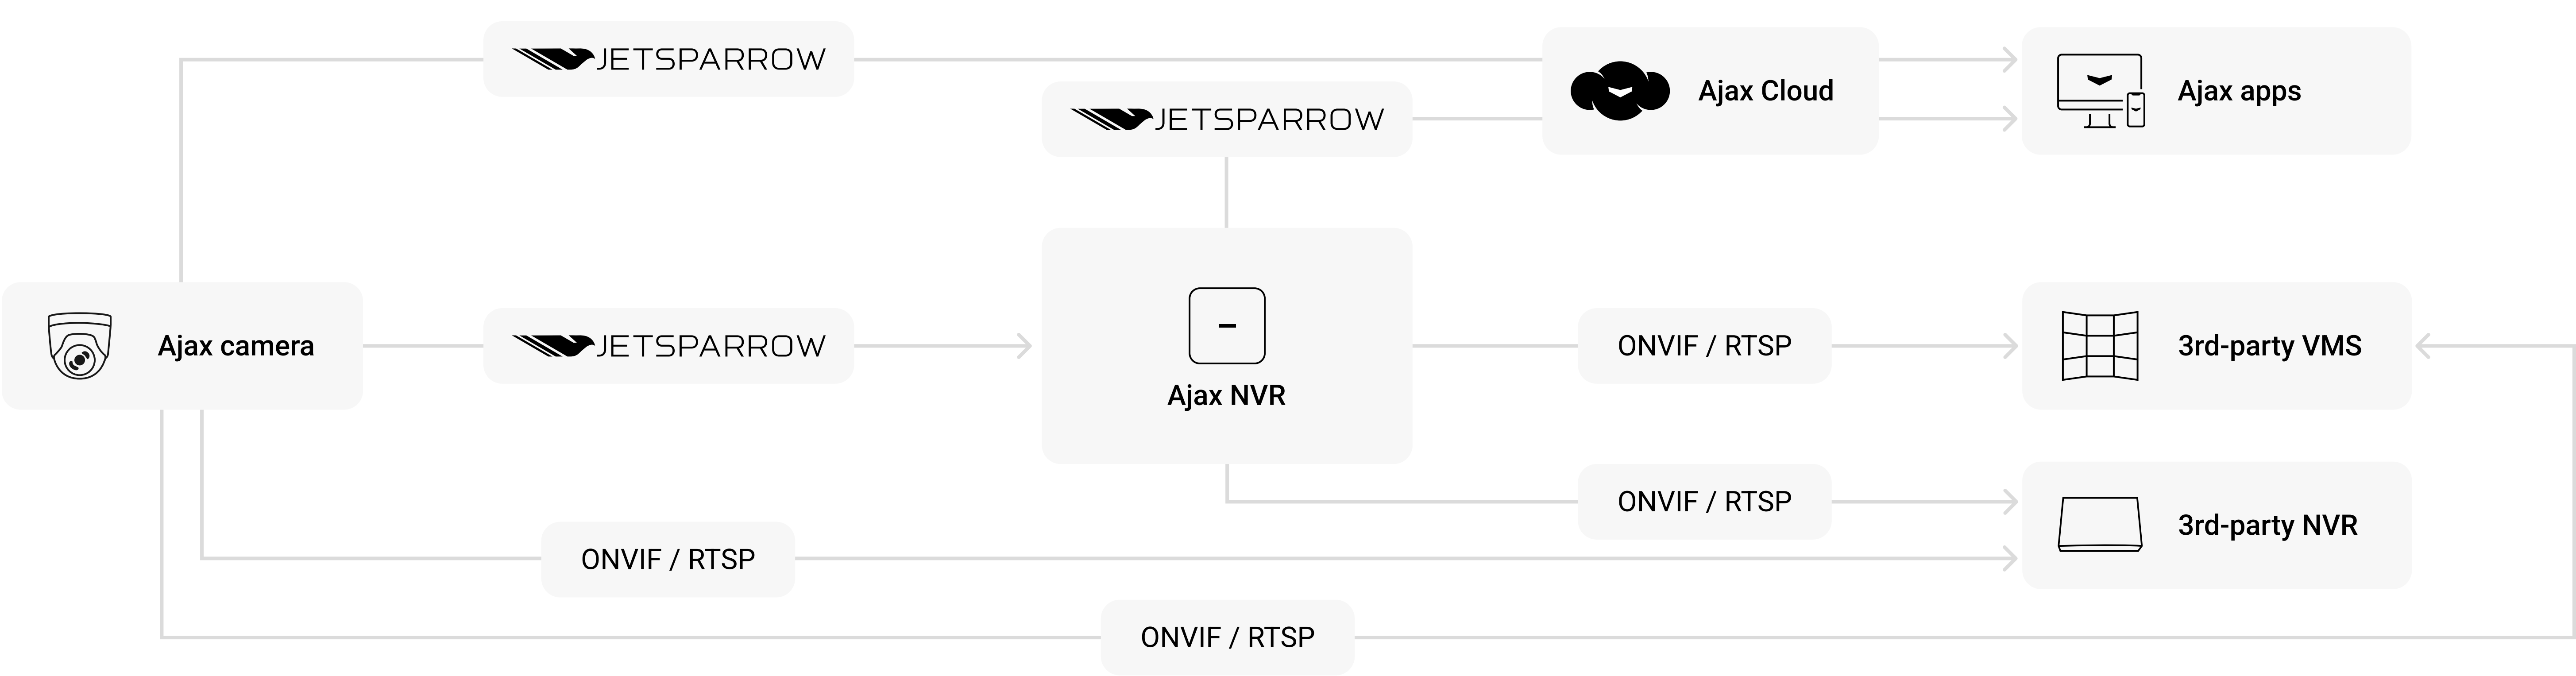 JETSPARROW
Ajax Cloud
Ajax apps
JETSPARROW
Ajax camera
JETSPARROW
Ajax NVR
ONVIF / RTSP
3rd-party VMS
ONVIF / RTSP
3rd-party NVR
ONVIF / RTSP
ONVIF / RTSP